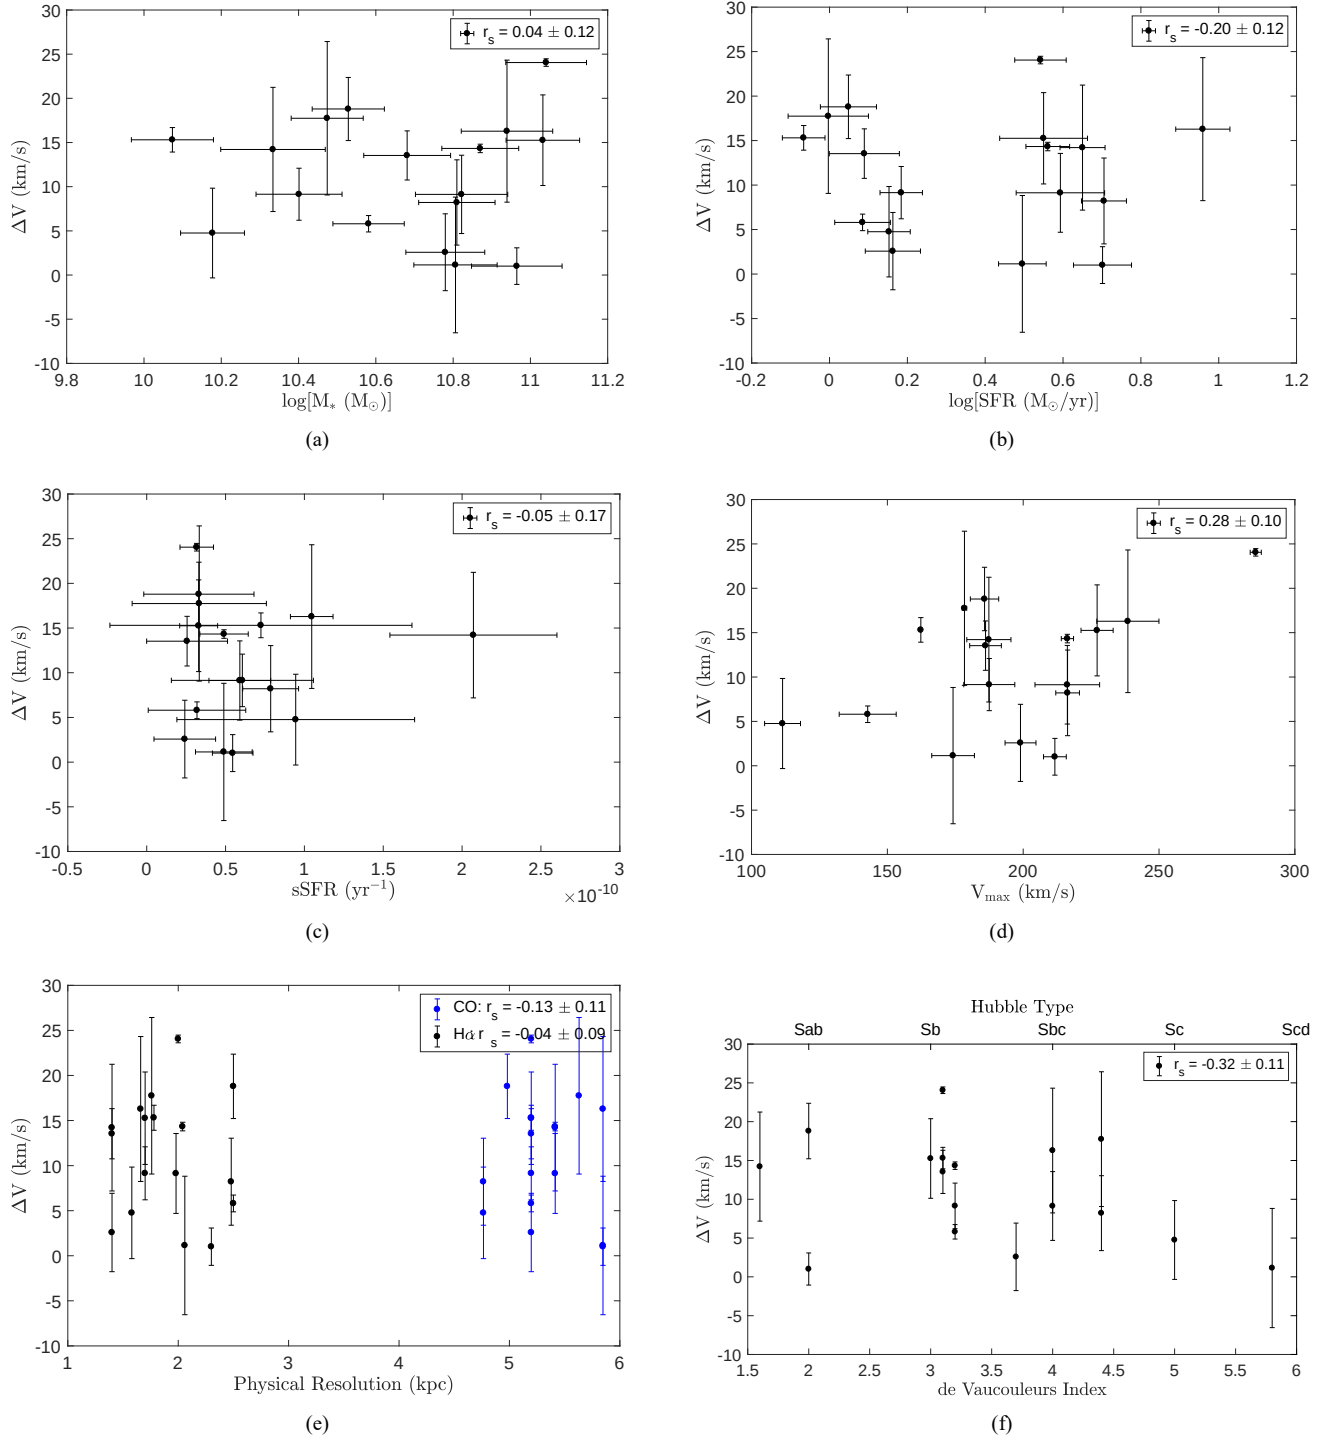 30
25
20
15
10
5
0
-5
-10
ΔV (km/s)
r_s = 0.04 ± 0.12
9.8 10 10.2 10.4 10.6 10.8 11 11.2
log[M_* (M_⊙)]
(a)
30
25
20
15
10
5
0
-5
-10
ΔV (km/s)
r_s = -0.20 ± 0.12
-0.2 0 0.2 0.4 0.6 0.8 1 1.2
log[SFR (M_⊙/yr)]
(b)
30
25
20
15
10
5
0
-5
-10
ΔV (km/s)
r_s = -0.05 ± 0.17
-0.5 0 0.5 1 1.5 2 2.5 3
sSFR (yr⁻¹)
×10⁻¹⁰
(c)
30
25
20
15
10
5
0
-5
-10
ΔV (km/s)
r_s = 0.28 ± 0.10
100 150 200 250 300
V_max (km/s)
(d)
30
25
20
15
10
5
0
-5
-10
ΔV (km/s)
CO: r_s = -0.13 ± 0.11
Hα r_s = -0.04 ± 0.09
1 2 3 4 5 6
Physical Resolution (kpc)
(e)
Hubble Type
Sab Sb Sbc Sc Scd
30
25
20
15
10
5
0
-5
-10
ΔV (km/s)
r_s = -0.32 ± 0.11
1.5 2 2.5 3 3.5 4 4.5 5 5.5 6
de Vaucouleurs Index
(f)